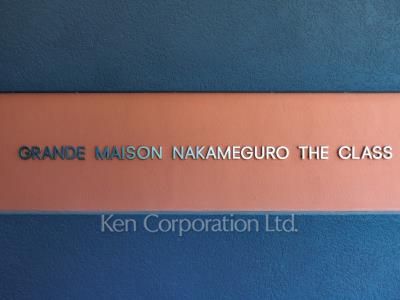 GRANDE MAISON NAKAMEGURO THE CLASS
Ken Corporation Ltd.